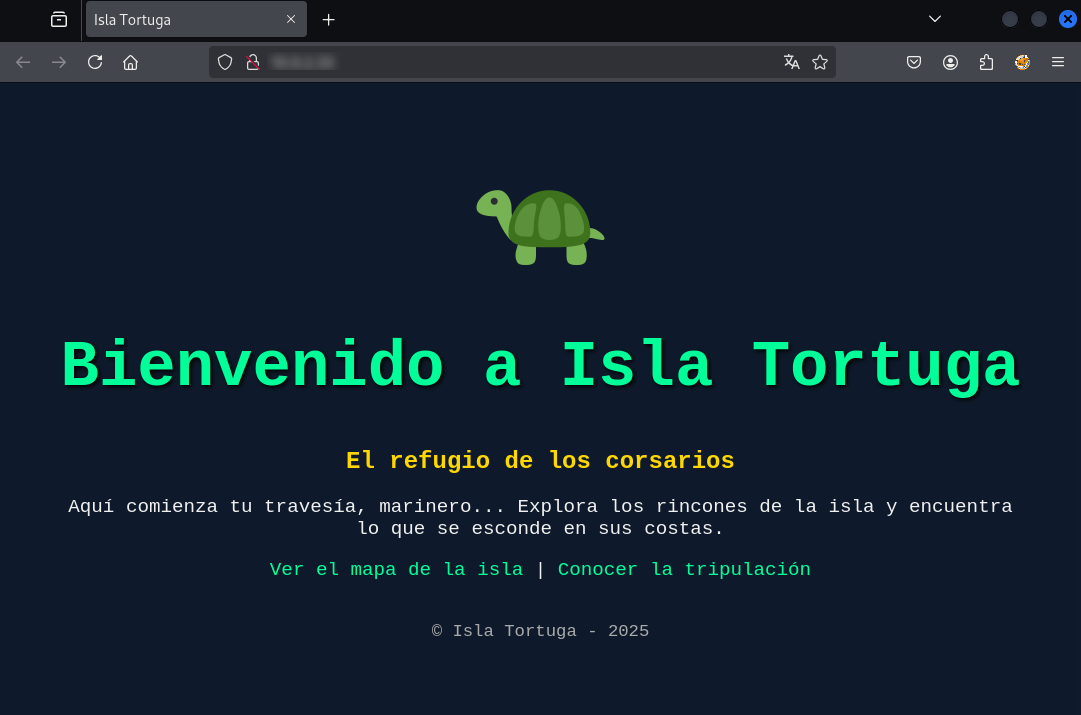 Isla Tortuga
Bienvenido a Isla Tortuga
El refugio de los corsarios
Aquí comienza tu travesía, marinero... Explora los rincones de la isla y encuentra
lo que se esconde en sus costas.
Ver el mapa de la isla | Conocer la tripulación
© Isla Tortuga - 2025